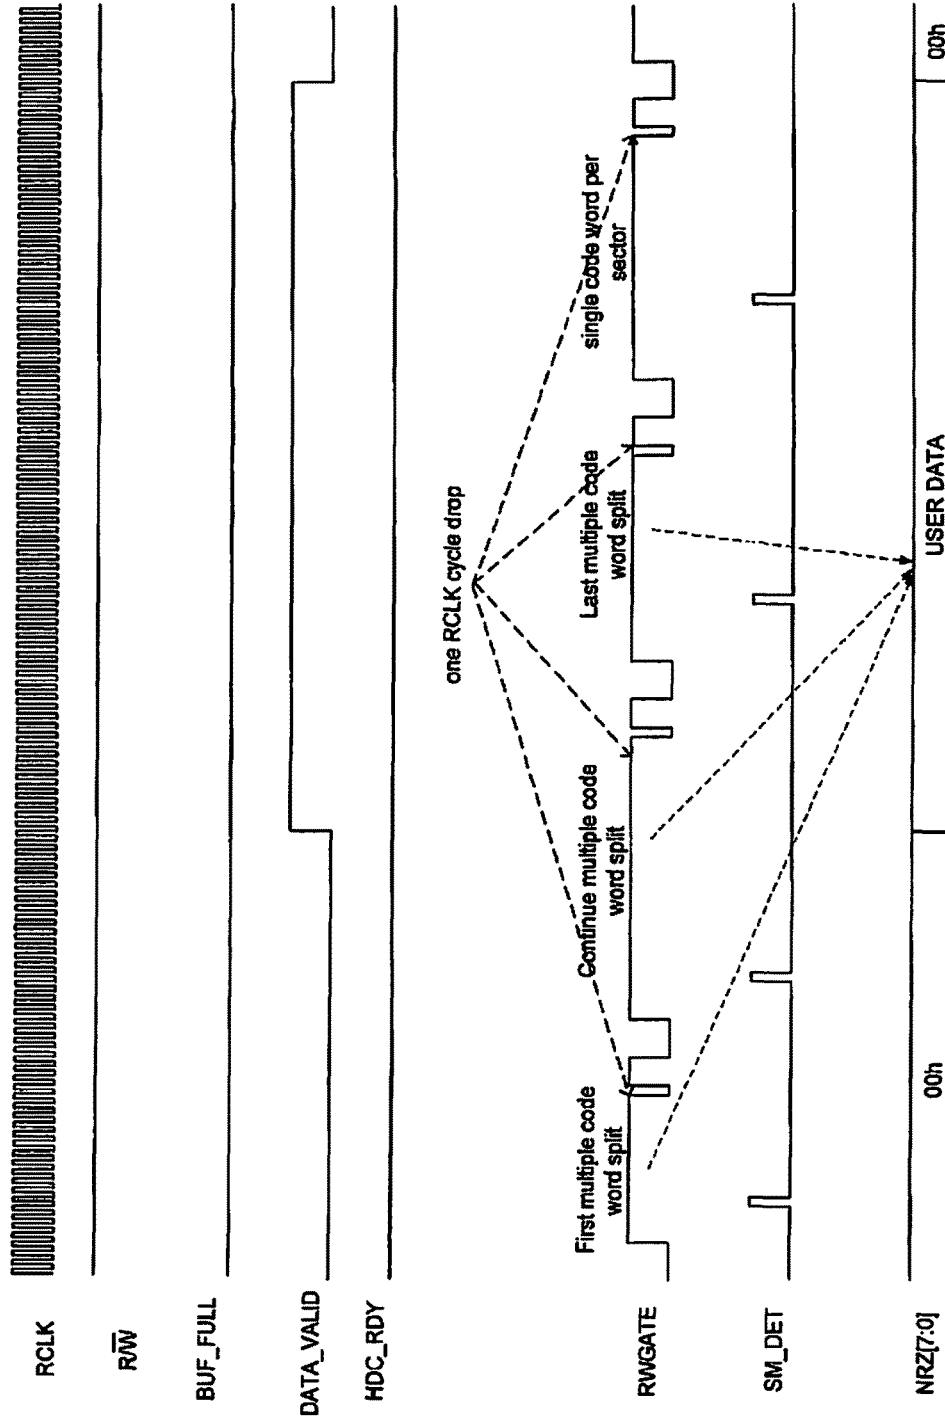 RCLK
R/W
BUF_FULL
DATA_VALID
HDC_RDY
one RCLK cycle drop
First multiple code
word split
Continue multiple code
word split
Last multiple code
word split
single code word per
sector
RWGATE
SM_DET
NRZ[7:0]
00h
USER DATA
00h